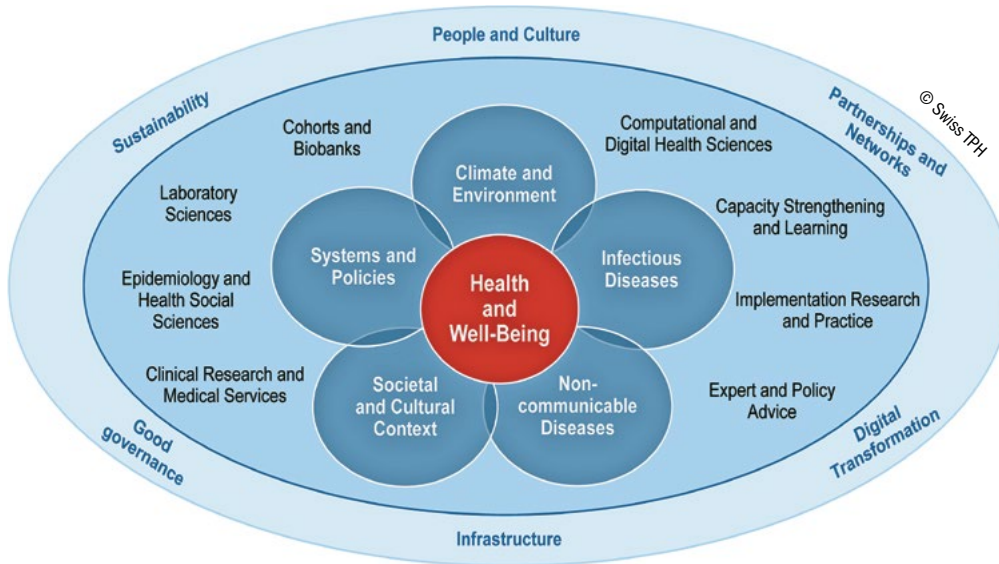 People and Culture
Sustainability
Partnerships and
Networks
© Swiss TPH
Cohorts and
Biobanks
Computational and
Digital Health Sciences
Laboratory
Sciences
Climate and
Environment
Capacity Strengthening
and Learning
Systems and
Policies
Infectious
Diseases
Epidemiology and
Health Social
Sciences
Health
and
Well-Being
Implementation Research
and Practice
Clinical Research and
Medical Services
Societal
and Cultural
Context
Non-
communicable
Diseases
Expert and Policy
Advice
Good
governance
Digital
Transformation
Infrastructure